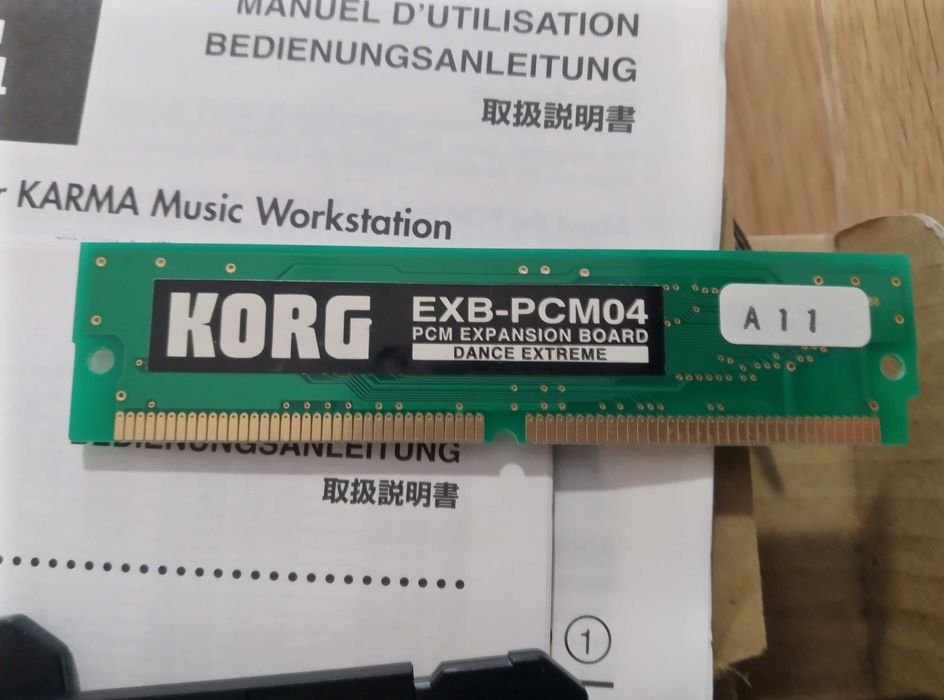 MANUEL D'UTILISATION
BEDIENUNGSANLEITUNG
取扱説明書
KARMA Music Workstation
KORG
EXB-PCM04
PCM EXPANSION BOARD
DANCE EXTREME
A11
BEDIENUNGSANLEITUNG
取扱説明書
1